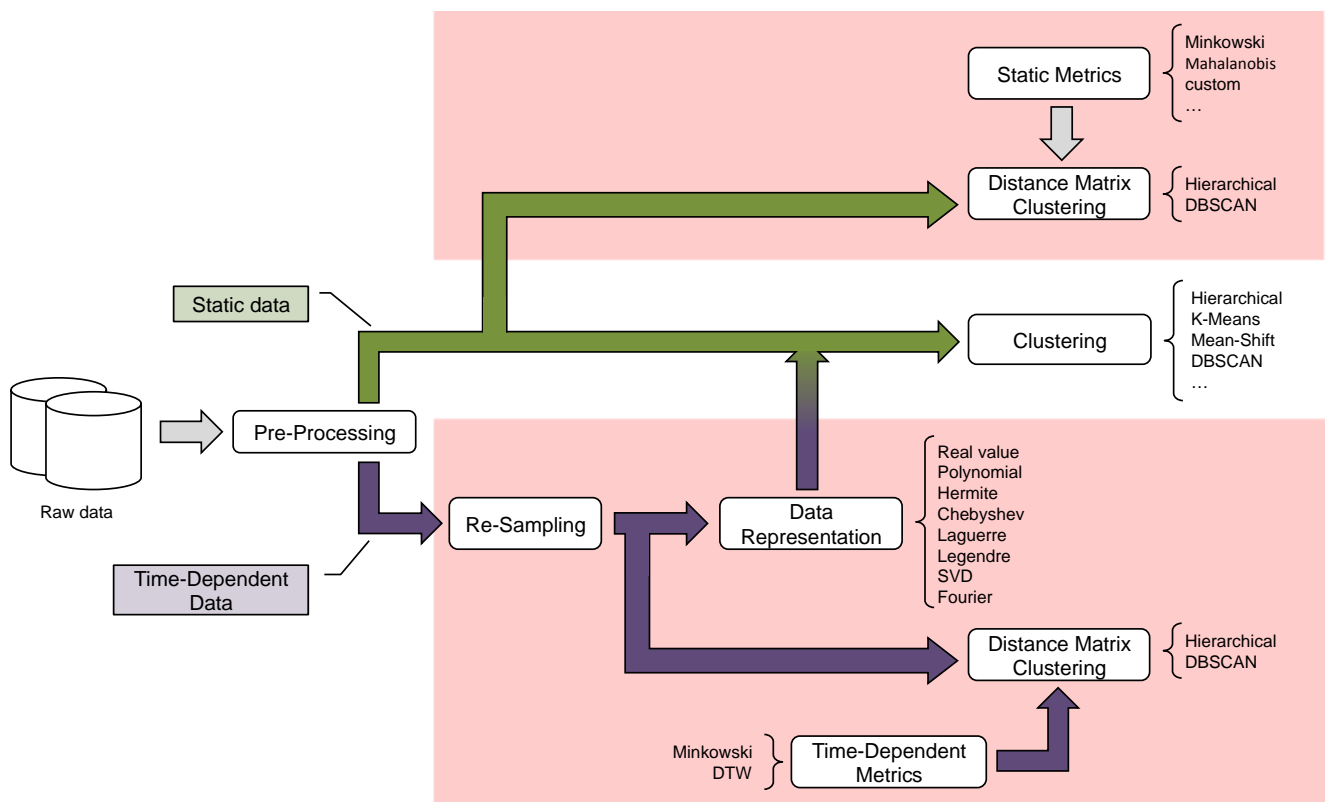 Static Metrics
Minkowski
Mahalanobis
custom
…
Distance Matrix
Clustering
Hierarchical
DBSCAN
Static data
Clustering
Hierarchical
K-Means
Mean-Shift
DBSCAN
…
Raw data
Pre-Processing
Time-Dependent
Data
Re-Sampling
Data
Representation
Real value
Polynomial
Hermite
Chebyshev
Laguerre
Legendre
SVD
Fourier
Distance Matrix
Clustering
Hierarchical
DBSCAN
Minkowski
DTW
Time-Dependent
Metrics